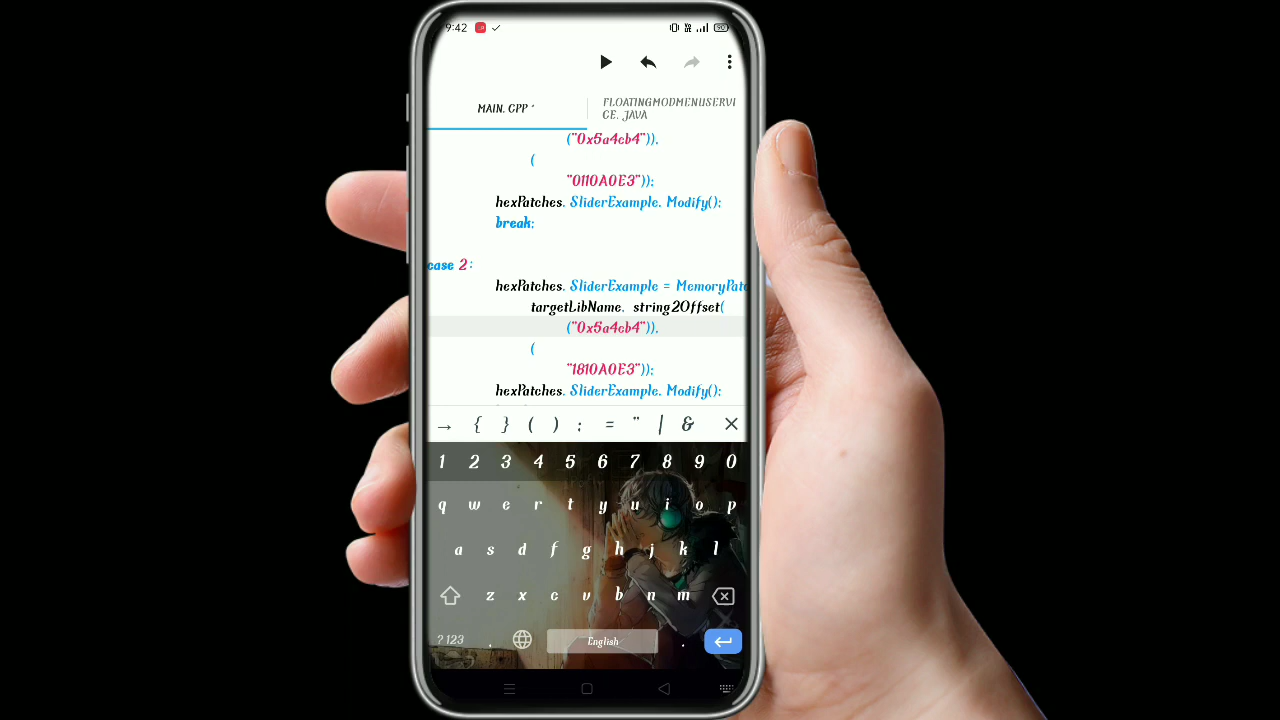 9:42
MAIN. CPP *
FLOATINGMODMENUSERVI
CE. JAVA
("0x5a4cb4")),
(
"0110A0E3"));
hexPatches. SliderExample. Modify();
break;
case 2:
hexPatches. SliderExample = MemoryPatc
targetLibName, string2Offset(
("0x5a4cb4")),
(
"1810A0E3"));
hexPatches. SliderExample. Modify();
→ { } ( ) ; = " | & ×
1 2 3 4 5 6 7 8 9 0
q w e r t y u i o p
a s d f g h j k l
z x c v b n m
?123 , English .